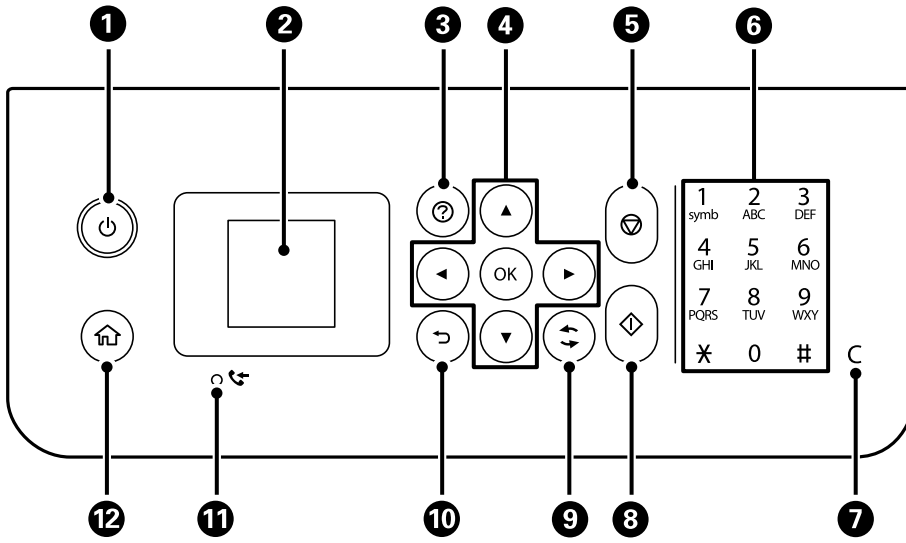 1 2 3 4 5 6
1 2 3
symb ABC DEF
OK
4 5 6
GHI JKL MNO
7 8 9
PQRS TUV WXY
* 0 #
C
12 11 10 9 8 7